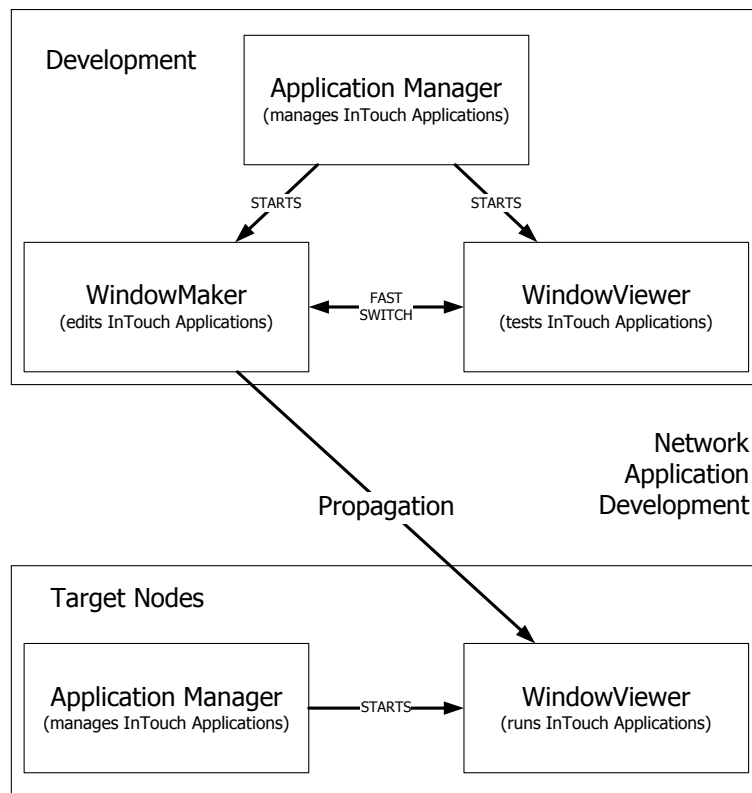 Development
Application Manager
(manages InTouch Applications)
STARTS
STARTS
WindowMaker
(edits InTouch Applications)
FAST
SWITCH
WindowViewer
(tests InTouch Applications)
Network
Application
Development
Propagation
Target Nodes
Application Manager
(manages InTouch Applications)
STARTS
WindowViewer
(runs InTouch Applications)